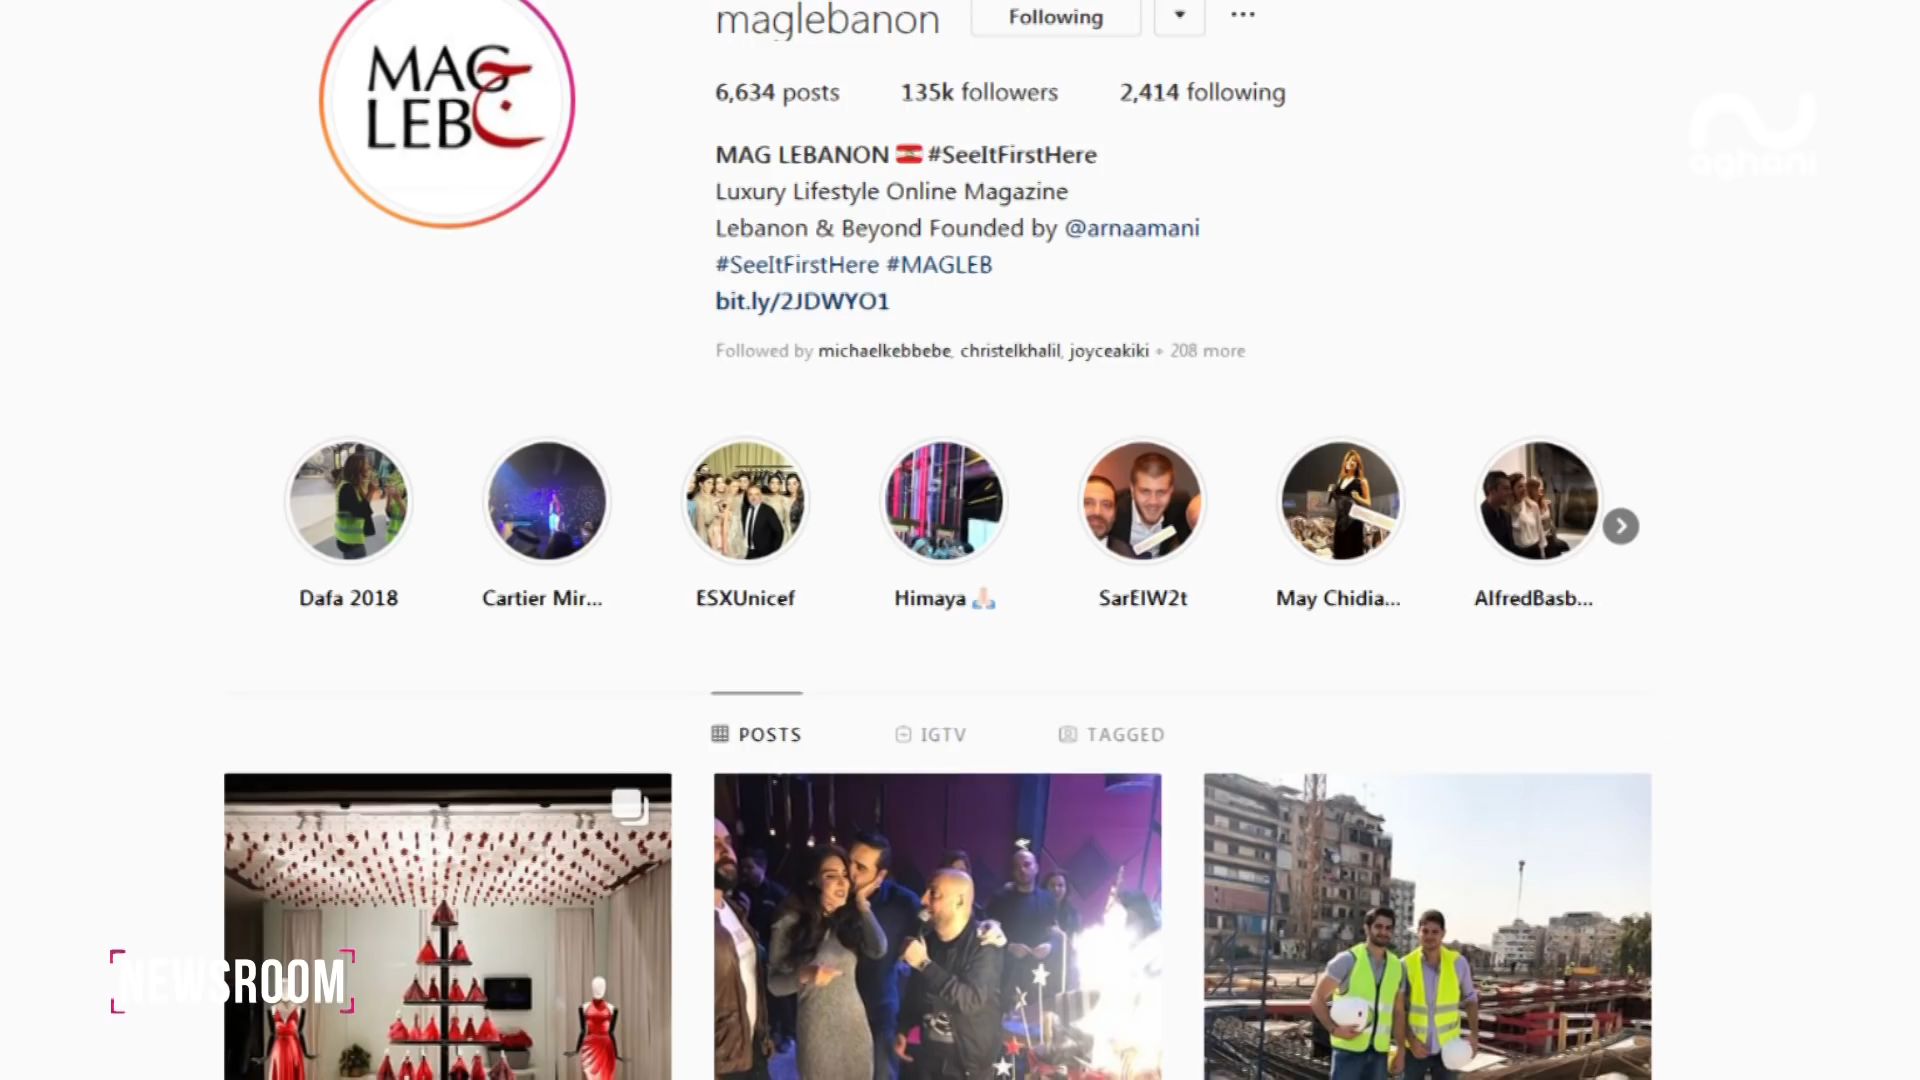 maglebanon Following
MAG
LEB
ج
6,634 posts 135k followers 2,414 following
aghani
MAG LEBANON #SeeItFirstHere
Luxury Lifestyle Online Magazine
Lebanon & Beyond Founded by @arnaamani
#SeeItFirstHere #MAGLEB
bit.ly/2JDWYO1
Followed by michaelkebbebe, christelkhalil, joyceakiki • 208 more
Dafa 2018 Cartier Mir... ESXUnicef Himaya SarElW2t May Chidia... AlfredBasb...
POSTS IGTV TAGGED
NEWSROOM